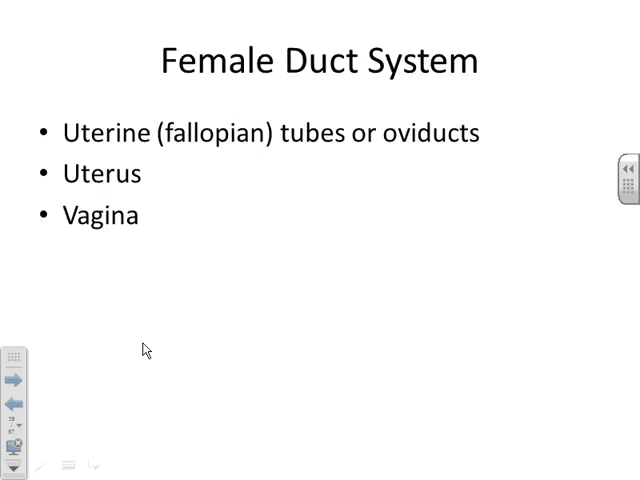 Female Duct System
• Uterine (fallopian) tubes or oviducts
• Uterus
• Vagina